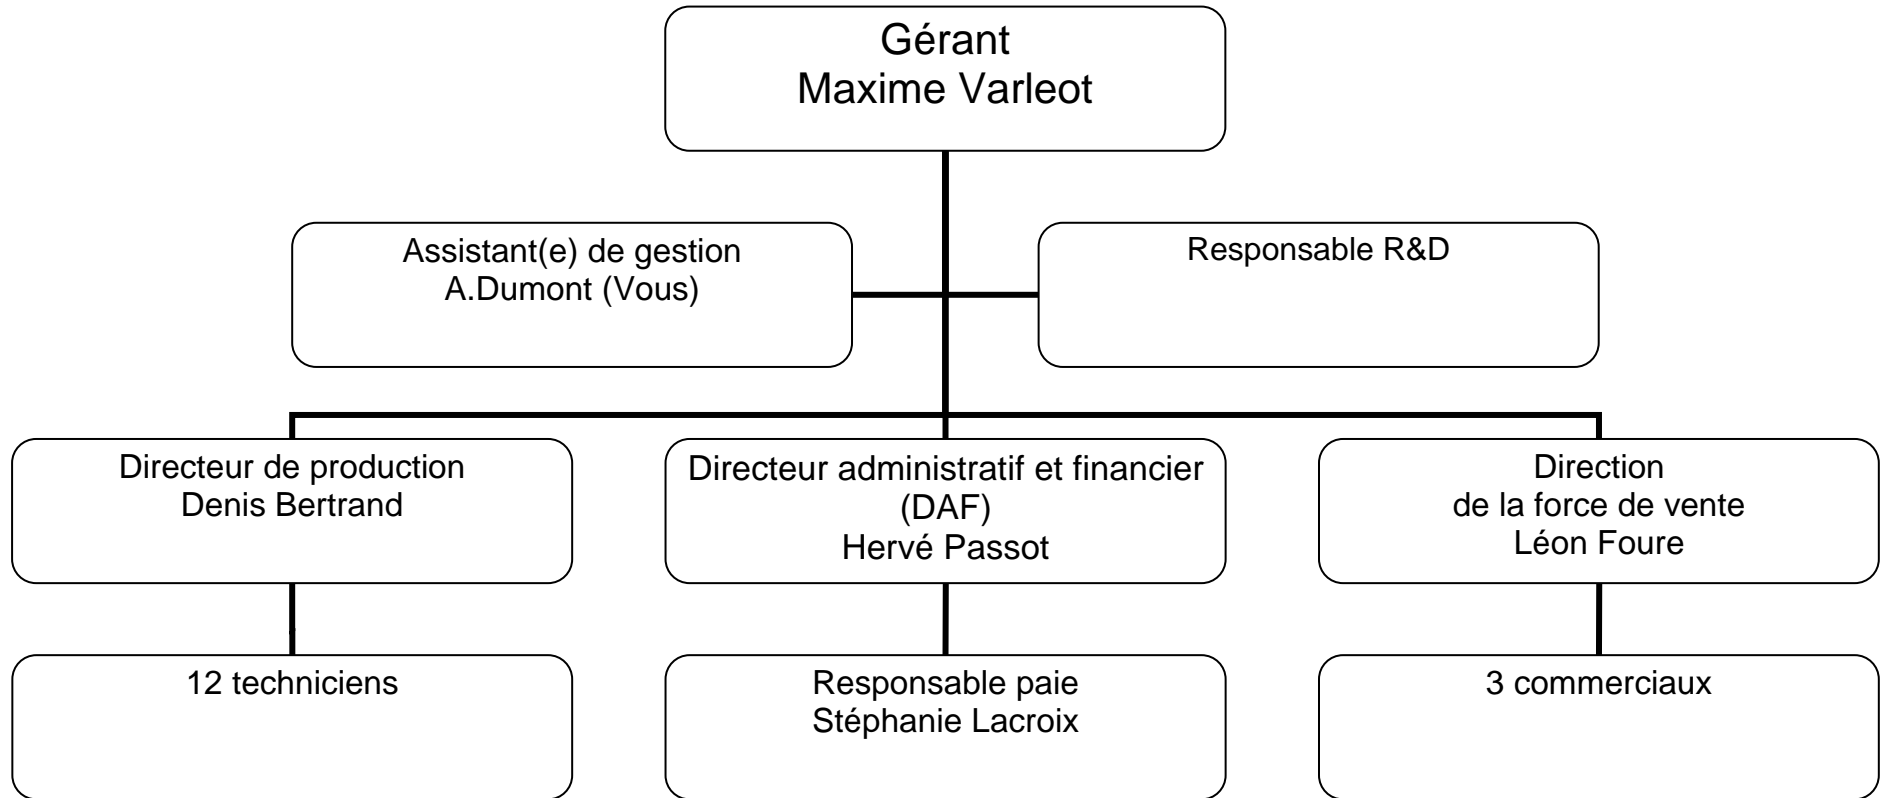 Gérant
Maxime Varleot
Assistant(e) de gestion
A.Dumont (Vous)
Responsable R&D
Directeur de production
Denis Bertrand
Directeur administratif et financier
(DAF)
Hervé Passot
Direction
de la force de vente
Léon Foure
12 techniciens
Responsable paie
Stéphanie Lacroix
3 commerciaux